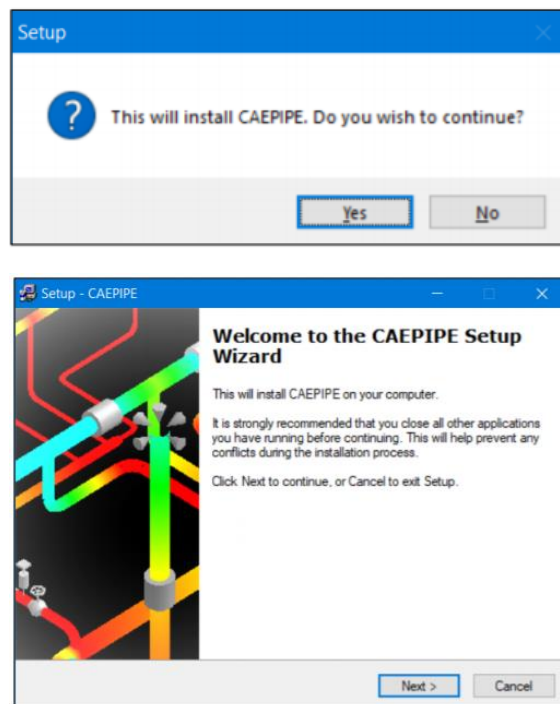 Setup
?
This will install CAEPIPE. Do you wish to continue?
Yes
No
Setup - CAEPIPE
Welcome to the CAEPIPE Setup
Wizard
This will install CAEPIPE on your computer.
It is strongly recommended that you close all other applications
you have running before continuing. This will help prevent any
conflicts during the installation process.
Click Next to continue, or Cancel to exit Setup.
Next >
Cancel